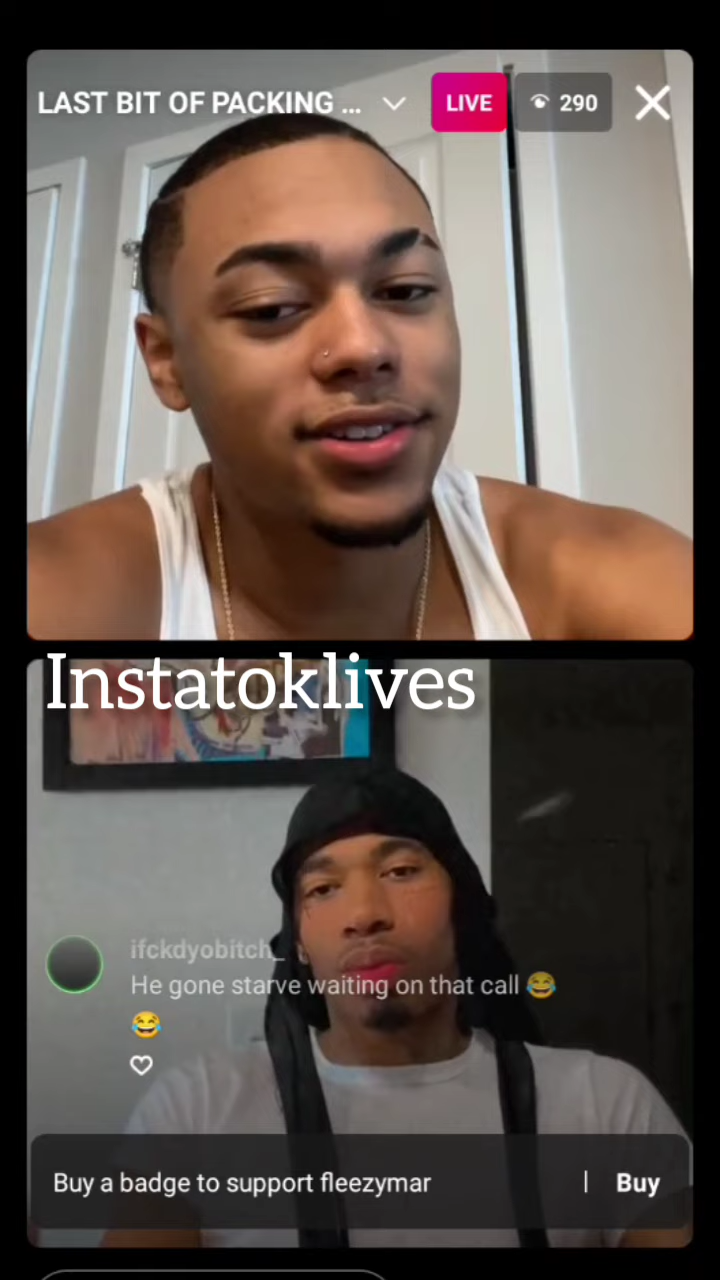 LAST BIT OF PACKING ...
LIVE
290
Instatoklives
ifckdyobitch_
He gone starve waiting on that call 😂
😂
Buy a badge to support fleezymar
| Buy